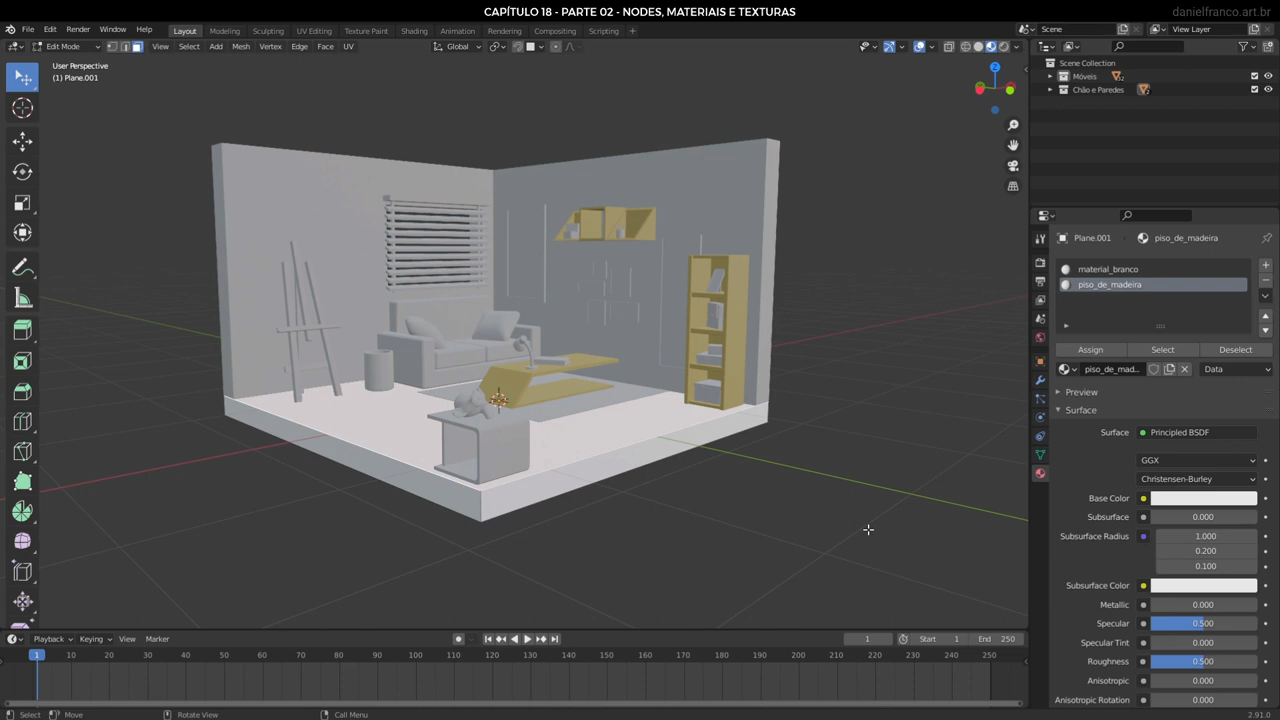 CAPÍTULO 18 - PARTE 02 - NODES, MATERIAIS E TEXTURAS
danielfranco.art.br
File Edit Render Window Help Layout Modeling Sculpting UV Editing Texture Paint Shading Animation Rendering Compositing Scripting + Scene View Layer
Edit Mode View Select Add Mesh Vertex Edge Face UV Global
User Perspective
(1) Plane.001
Z
Scene Collection
Móveis
Chão e Paredes
Plane.001 piso_de_madeira
material_branco
piso_de_madeira
Assign Select Deselect
piso_de_mad... Data
Preview
Surface
Surface Principled BSDF
GGX
Christensen-Burley
Base Color
Subsurface 0.000
Subsurface Radius 1.000
0.200
0.100
Subsurface Color
Metallic 0.000
Specular 0.500
Specular Tint 0.000
Roughness 0.500
Anisotropic 0.000
Anisotropic Rotation 0.000
Playback Keying View Marker 1 Start 1 End 250
1 10 20 30 40 50 60 70 80 90 100 110 120 130 140 150 160 170 180 190 200 210 220 230 240 250
Select Move Rotate View Call Menu 2.91.0